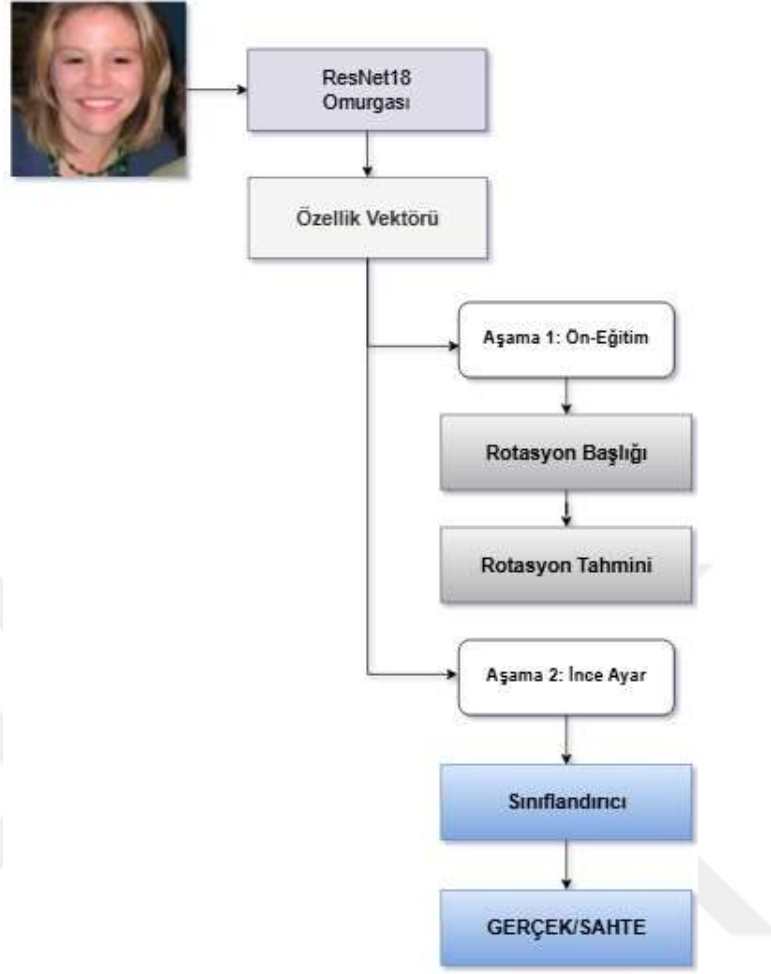 ResNet18
Omurgası
Özellik Vektörü
Aşama 1: Ön-Eğitim
Rotasyon Başlığı
Rotasyon Tahmini
Aşama 2: İnce Ayar
Sınıflandırıcı
GERÇEK/SAHTE